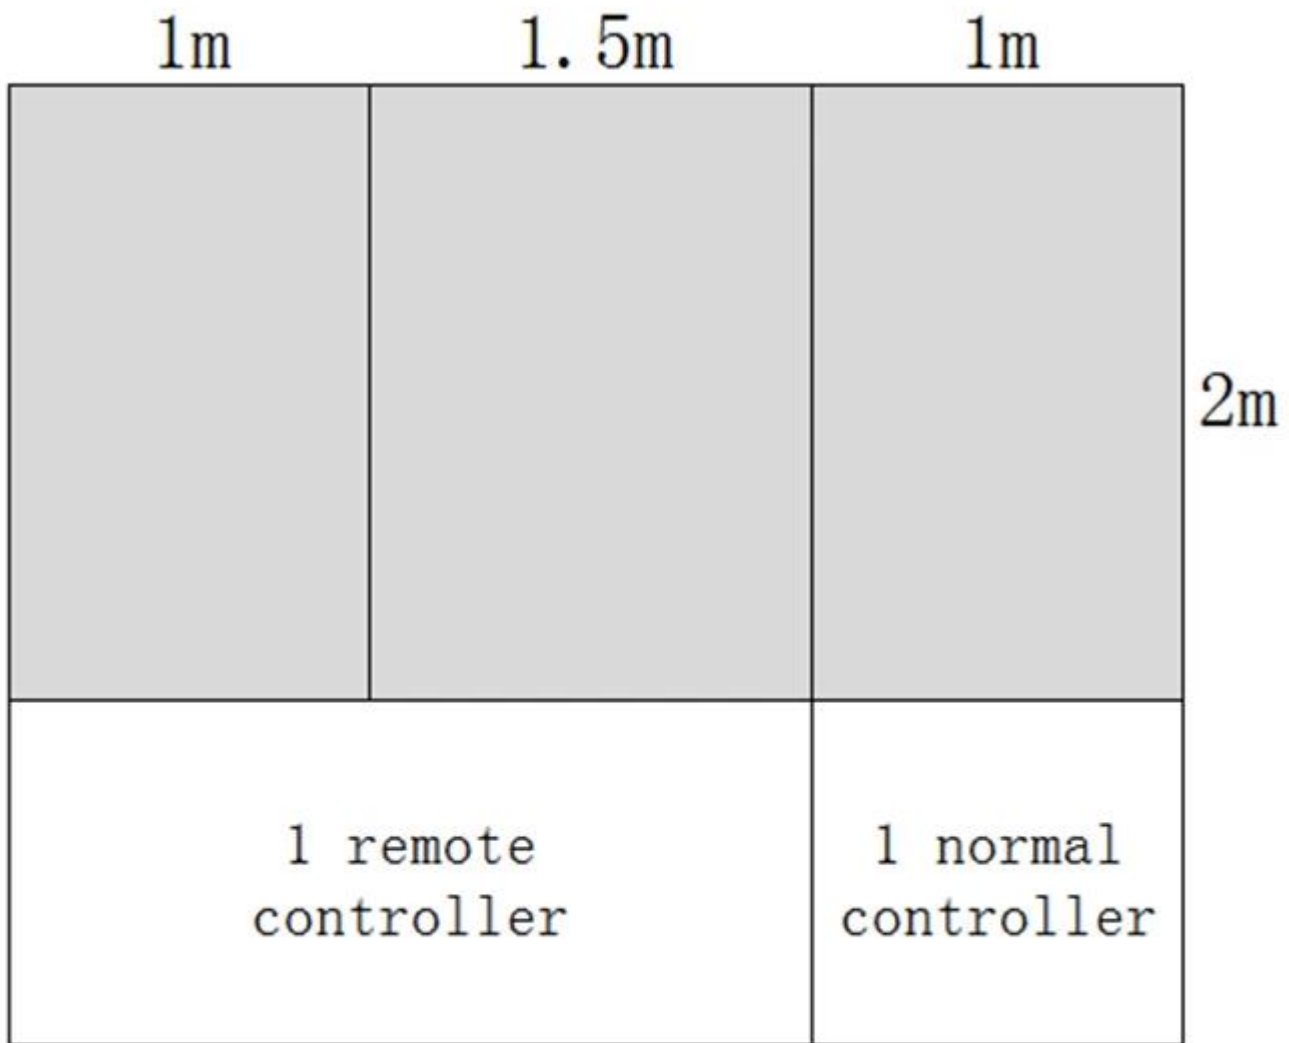 1m 1.5m 1m
2m
1 remote 1 normal
controller controller